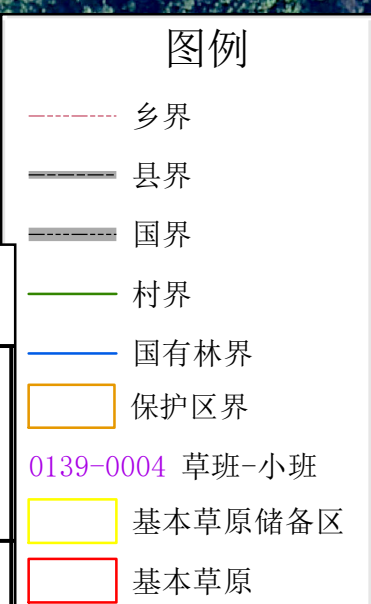 图例
乡界
县界
国界
村界
国有林界
保护区界
0139-0004 草班-小班
基本草原储备区
基本草原